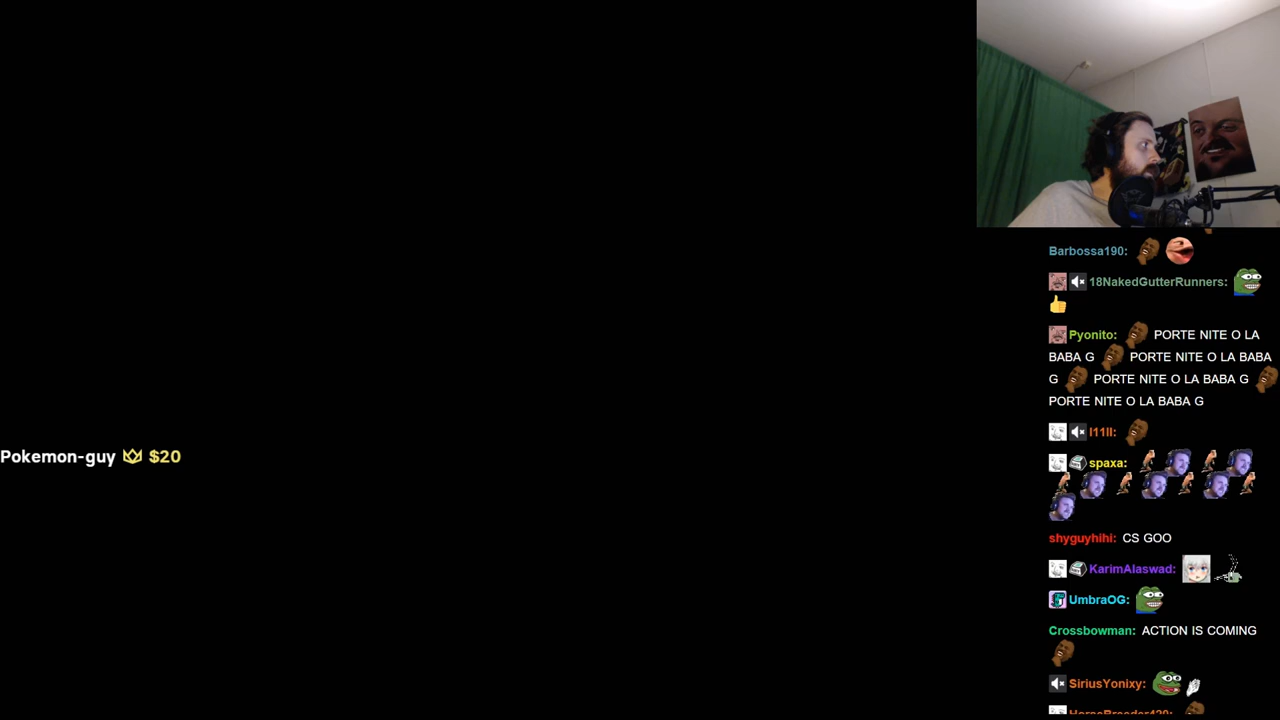 Barbossa190:
18NakedGutterRunners:
Pyonito: PORTE NITE O LA
BABA G PORTE NITE O LA BABA
G PORTE NITE O LA BABA G
PORTE NITE O LA BABA G
Pokemon-guy $20
spaxa:
shyguyhihi: CS GOO
KarimAlaswad:
UmbraOG:
Crossbowman: ACTION IS COMING
SiriusYonixy: